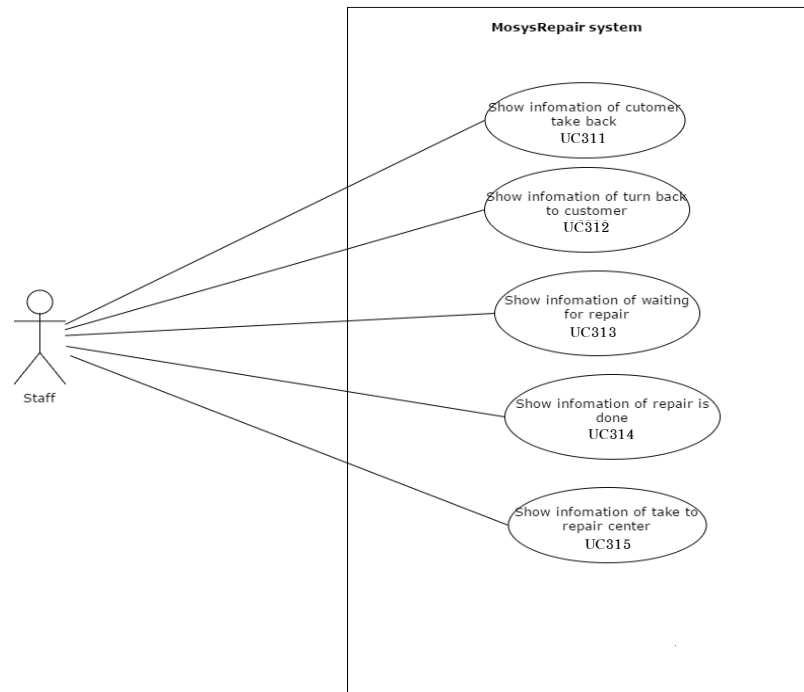 MosysRepair system
Show infomation of cutomer
take back
UC311
Show infomation of turn back
to customer
UC312
Show infomation of waiting
for repair
UC313
Staff
Show infomation of repair is
done
UC314
Show infomation of take to
repair center
UC315